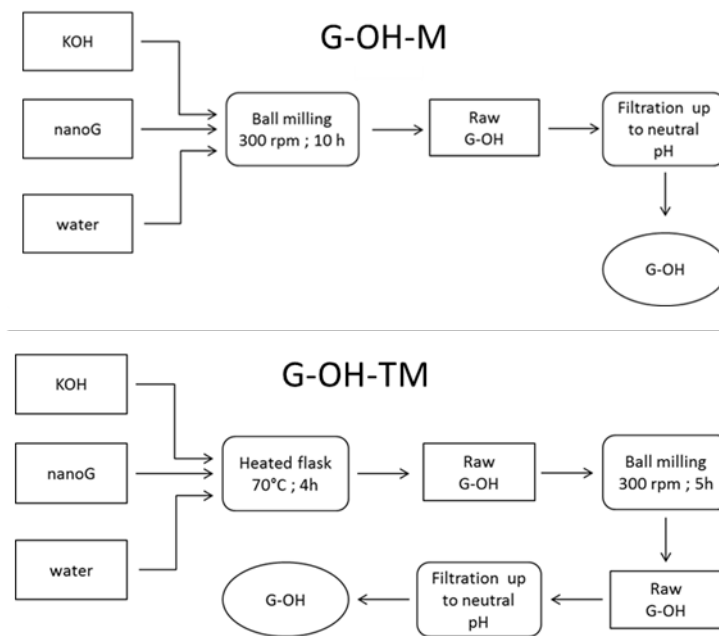 G-OH-M
KOH
nanoG
water
Ball milling
300 rpm ; 10 h
Raw
G-OH
Filtration up
to neutral
pH
G-OH
G-OH-TM
KOH
nanoG
water
Heated flask
70°C ; 4h
Raw
G-OH
Ball milling
300 rpm ; 5h
Raw
G-OH
Filtration up
to neutral
pH
G-OH